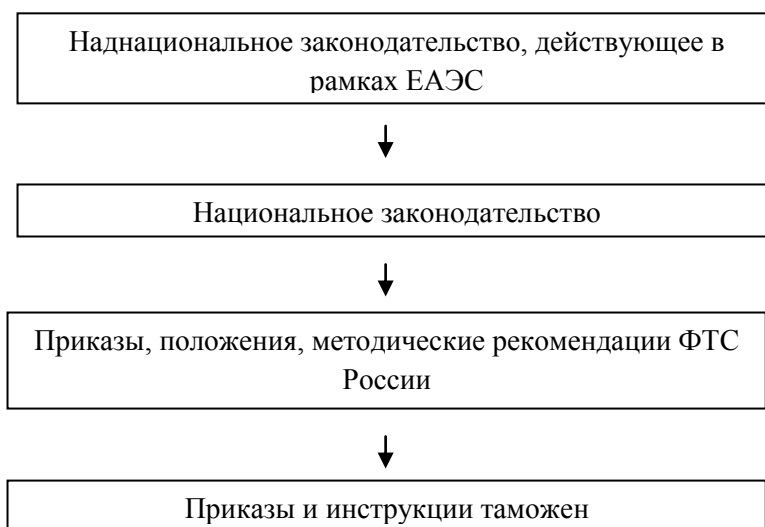 Наднациональное законодательство, действующее в
рамках ЕАЭС
Национальное законодательство
Приказы, положения, методические рекомендации ФТС
России
Приказы и инструкции таможен